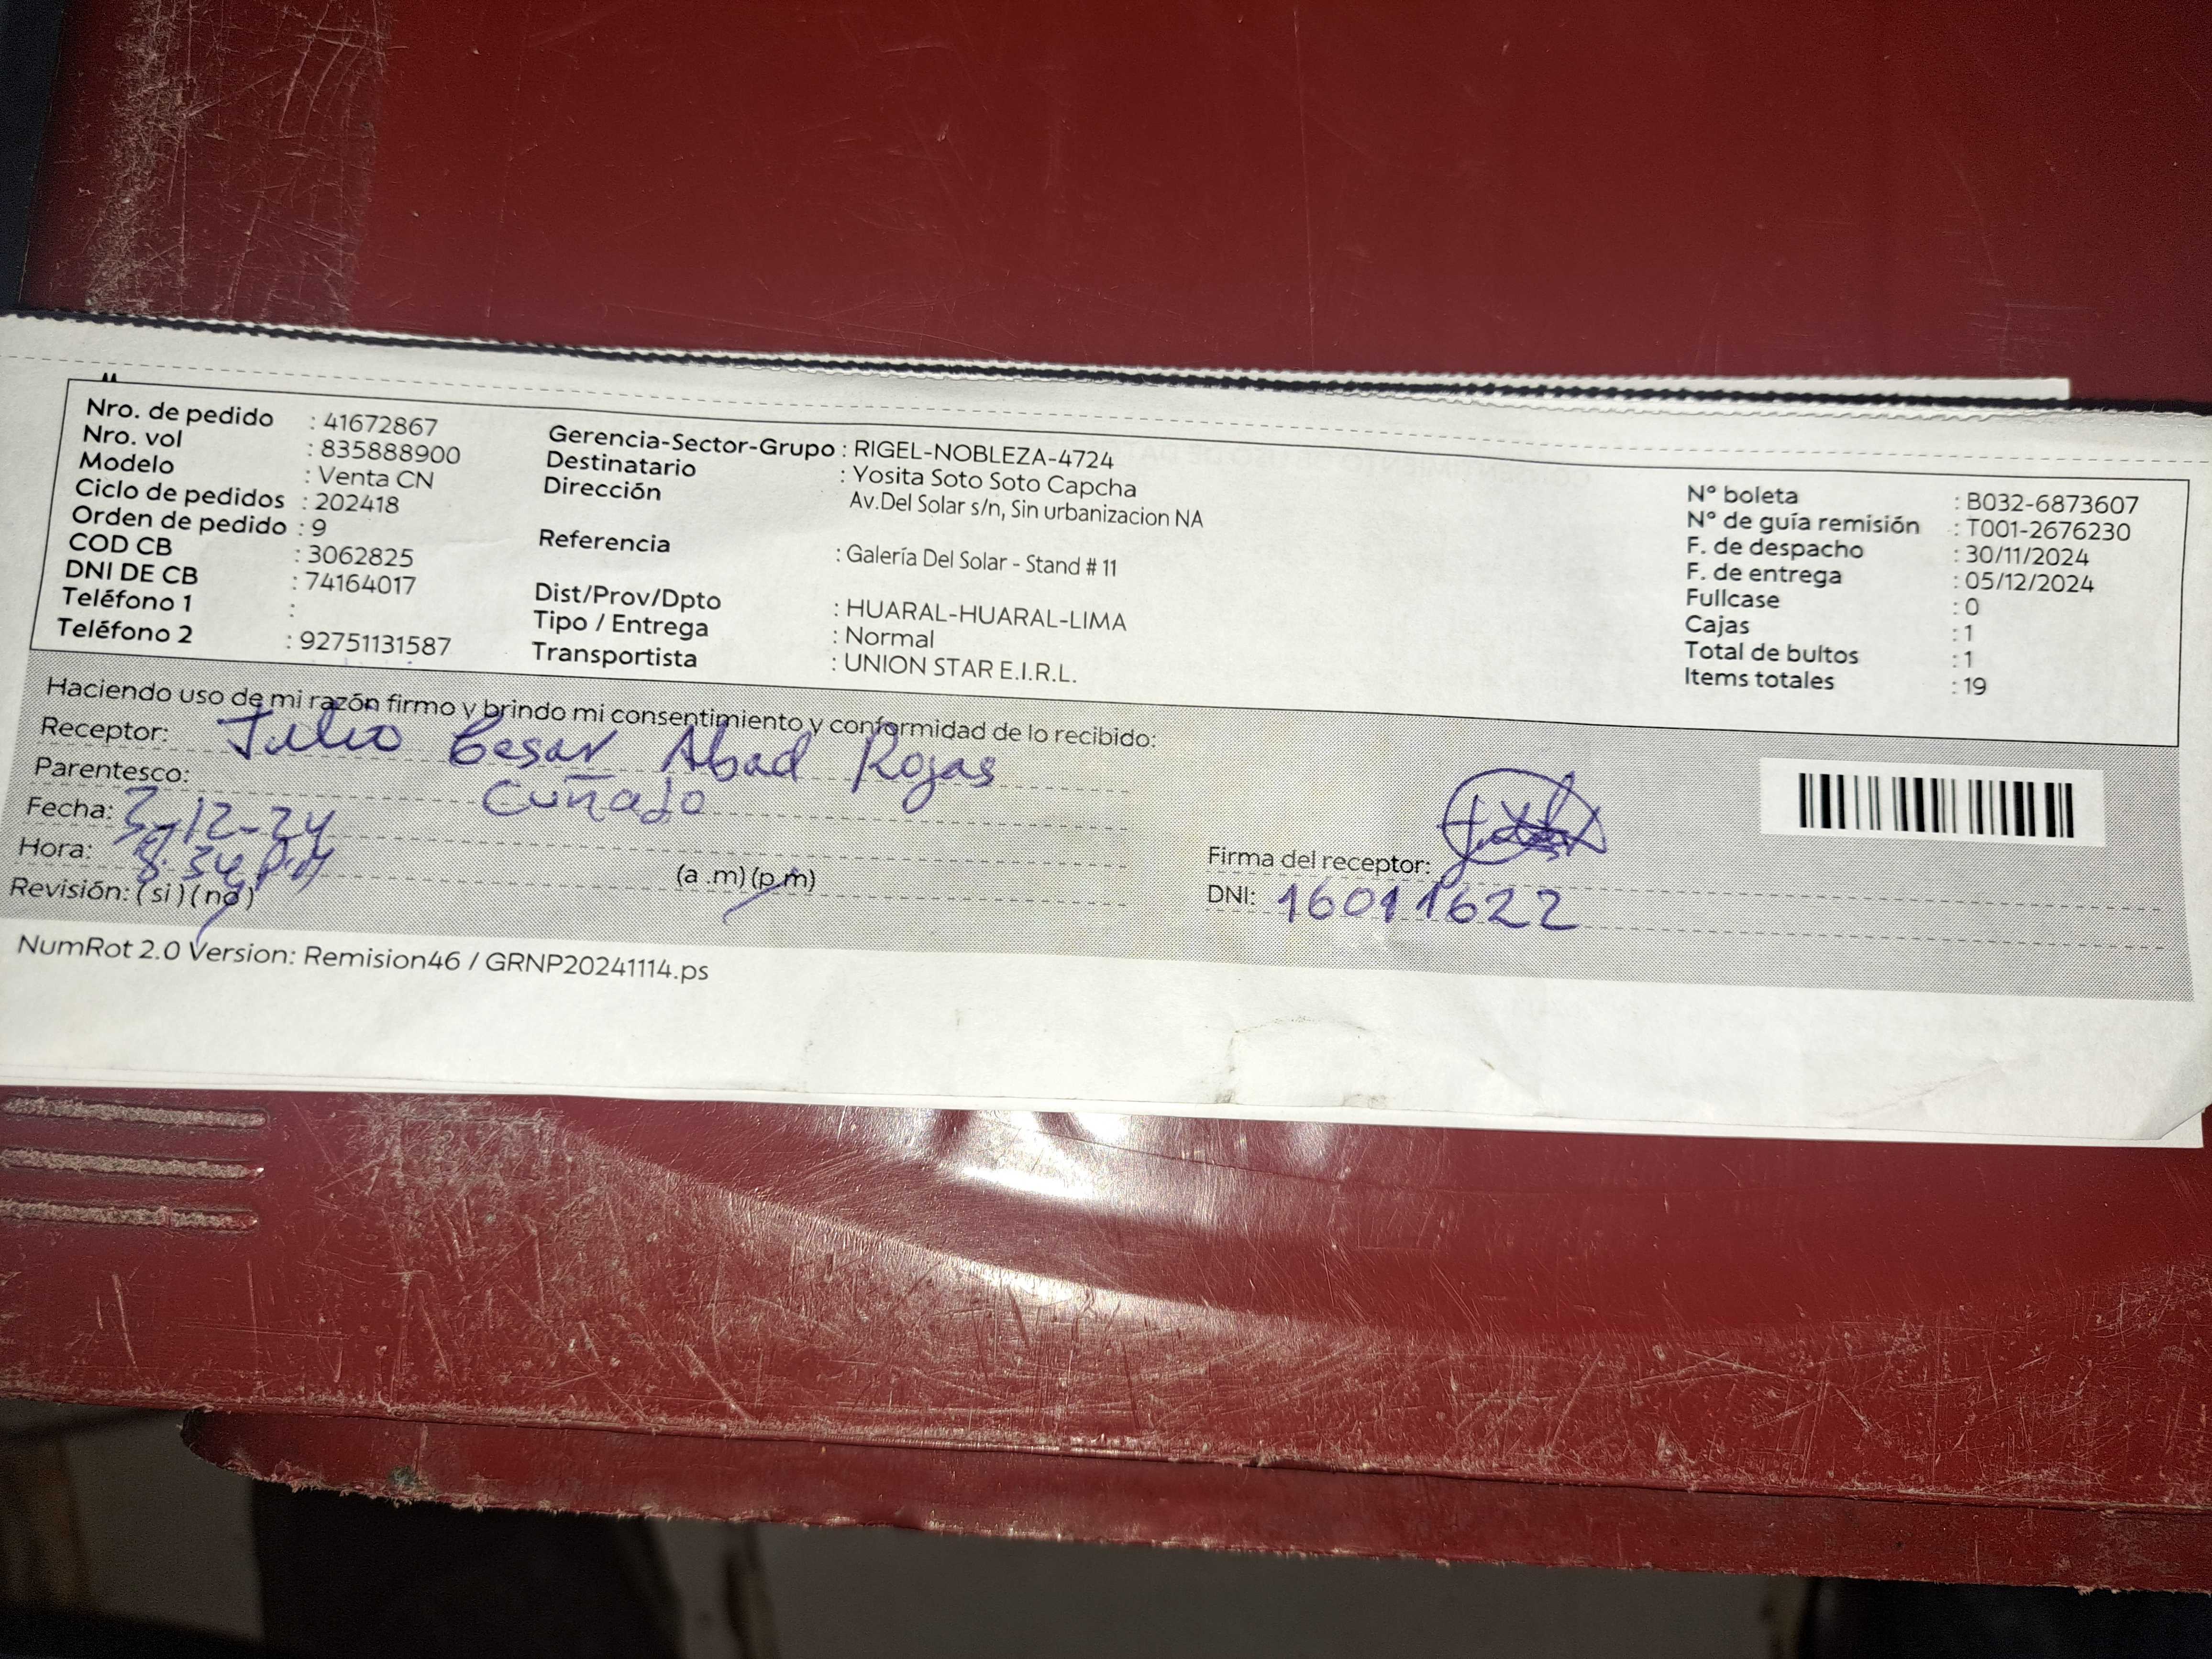 Nro. de pedido : 41672867
Nro. vol : 835888900
Modelo : Venta CN
Ciclo de pedidos : 202418
Orden de pedido : 9
COD CB : 3062825
DNI DE CB : 74164017
Teléfono 1 :
Teléfono 2 : 92751131587
Gerencia-Sector-Grupo : RIGEL-NOBLEZA-4724
Destinatario : Yosita Soto Soto Capcha
Dirección Av.Del Solar s/n, Sin urbanizacion NA
Referencia : Galería Del Solar - Stand # 11
Dist/Prov/Dpto : HUARAL-HUARAL-LIMA
Tipo / Entrega : Normal
Transportista : UNION STAR E.I.R.L.
N° boleta : B032-6873607
N° de guía remisión : T001-2676230
F. de despacho : 30/11/2024
F. de entrega : 05/12/2024
Fullcase : 0
Cajas : 1
Total de bultos : 1
Items totales : 19
Haciendo uso de mi razón firmo y brindo mi consentimiento y conformidad de lo recibido:
Receptor: Julio Cesar Abad Rojas
Parentesco: Cuñado
Fecha: 3-12-24
Hora: 8:34 pm (a .m) (p.m)
Revisión: ( si ) ( no )
Firma del receptor:
DNI: 16011622
NumRot 2.0 Version: Remision46 / GRNP20241114.ps